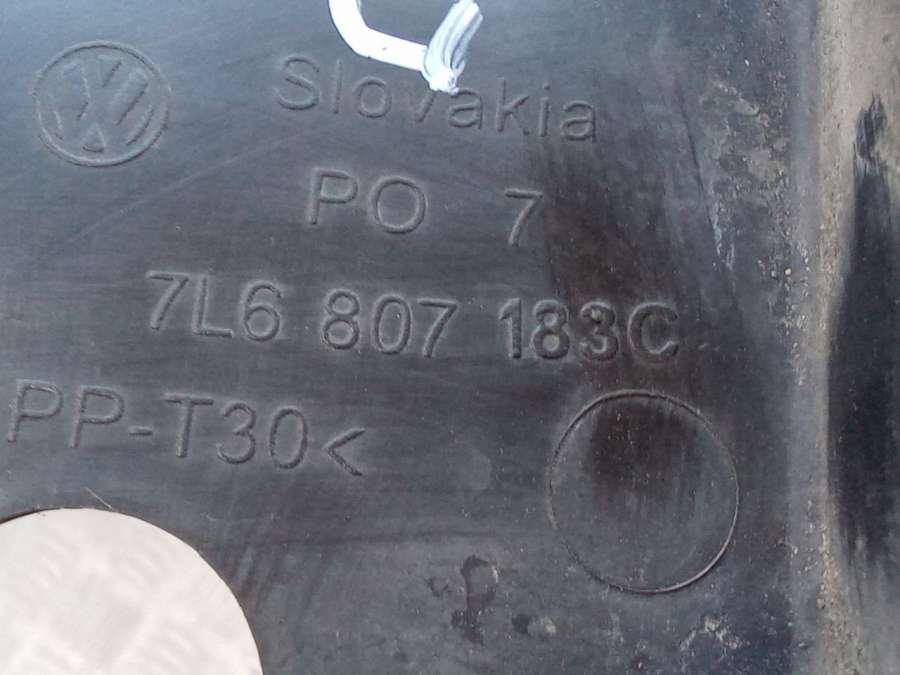 Slovakia
PO 7
7L6 807 183C
PP-T30<